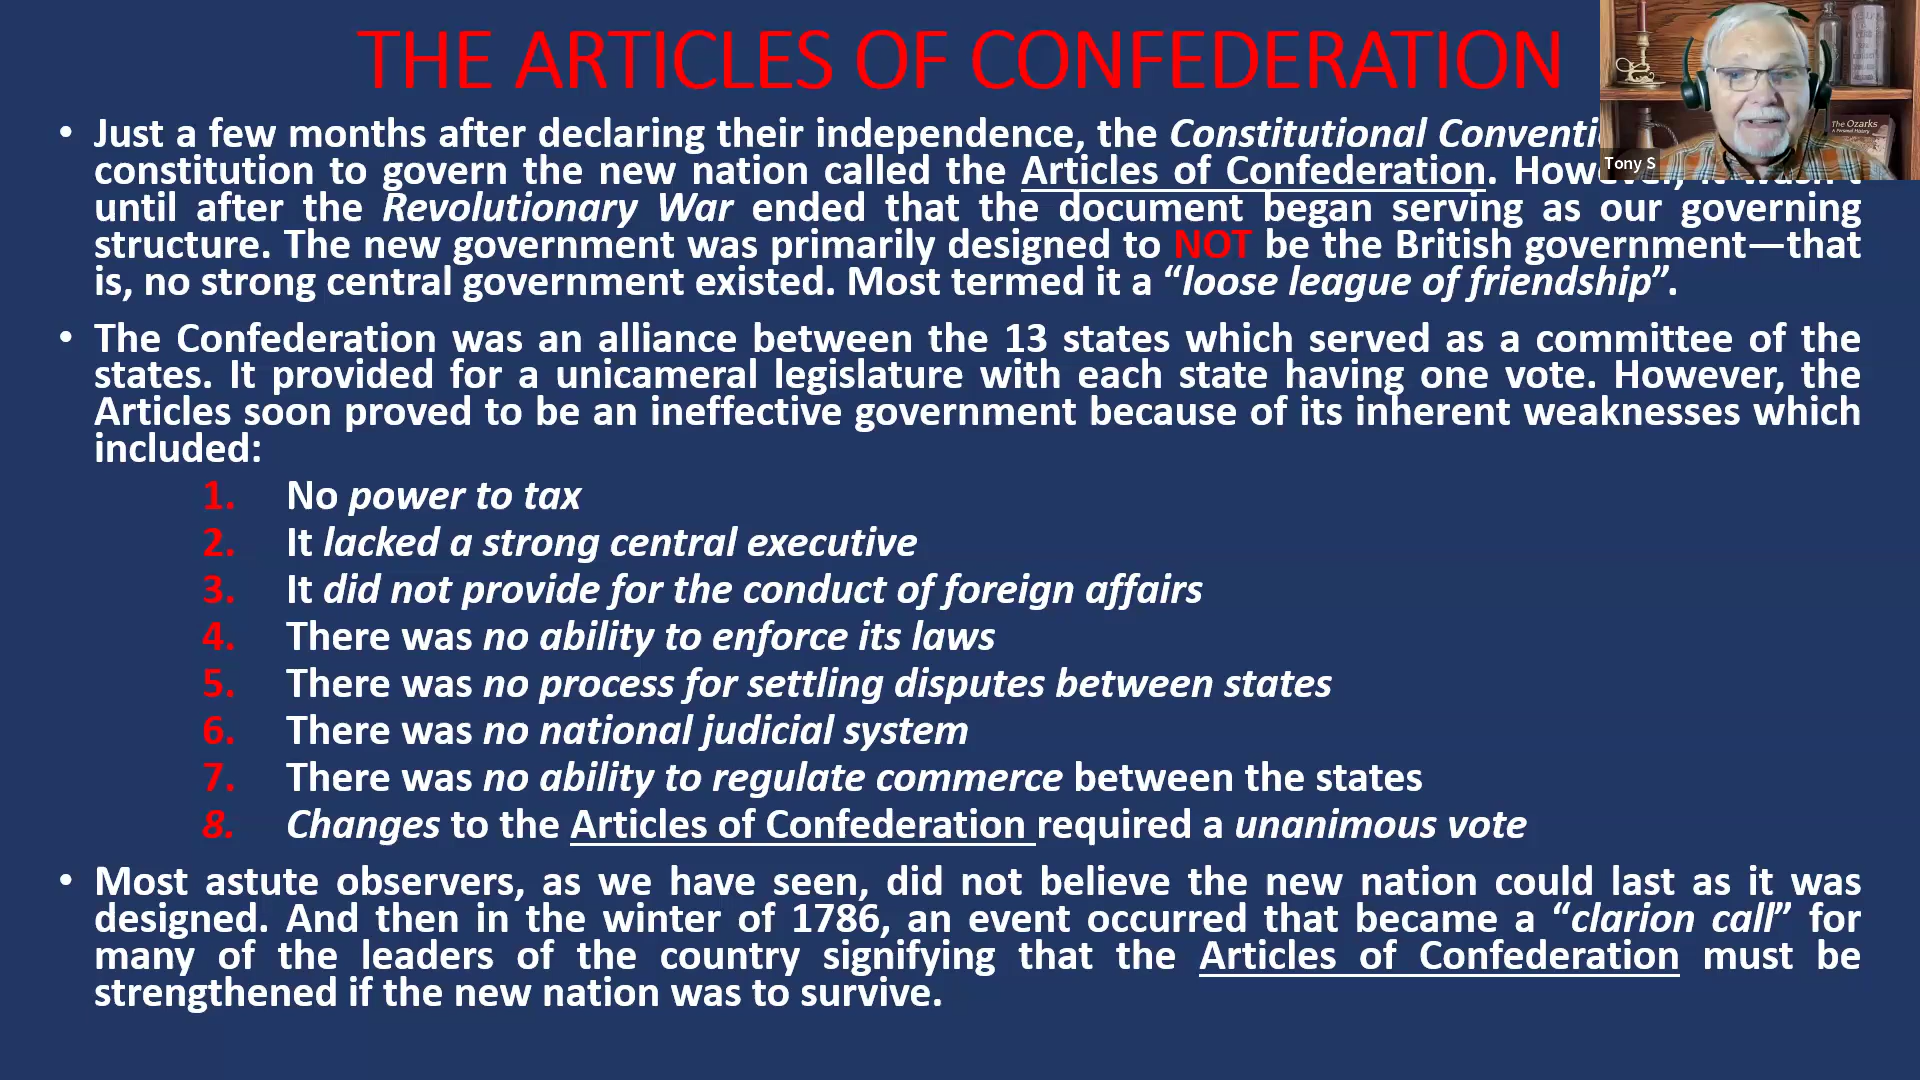 THE ARTICLES OF CONFEDERATION
• Just a few months after declaring their independence, the Constitutional
constitution to govern the new nation called the Articles of Confederation.
until after the Revolutionary War ended that the document began serving as our governing
structure. The new government was primarily designed to NOT be the British government—that
is, no strong central government existed. Most termed it a “loose league of friendship”.
• The Confederation was an alliance between the 13 states which served as a committee of the
states. It provided for a unicameral legislature with each state having one vote. However, the
Articles soon proved to be an ineffective government because of its inherent weaknesses which
included:
1. No power to tax
2. It lacked a strong central executive
3. It did not provide for the conduct of foreign affairs
4. There was no ability to enforce its laws
5. There was no process for settling disputes between states
6. There was no national judicial system
7. There was no ability to regulate commerce between the states
8. Changes to the Articles of Confederation required a unanimous vote
• Most astute observers, as we have seen, did not believe the new nation could last as it was
designed. And then in the winter of 1786, an event occurred that became a “clarion call” for
many of the leaders of the country signifying that the Articles of Confederation must be
strengthened if the new nation was to survive.
The Ozarks
Tony S